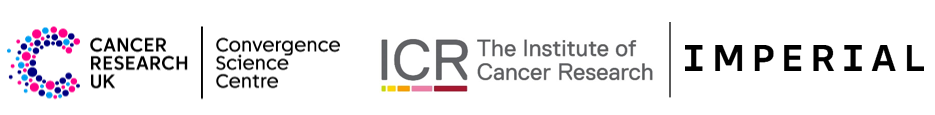 CANCER
RESEARCH
UK
Convergence
Science
Centre
ICR
The Institute of
Cancer Research
IMPERIAL